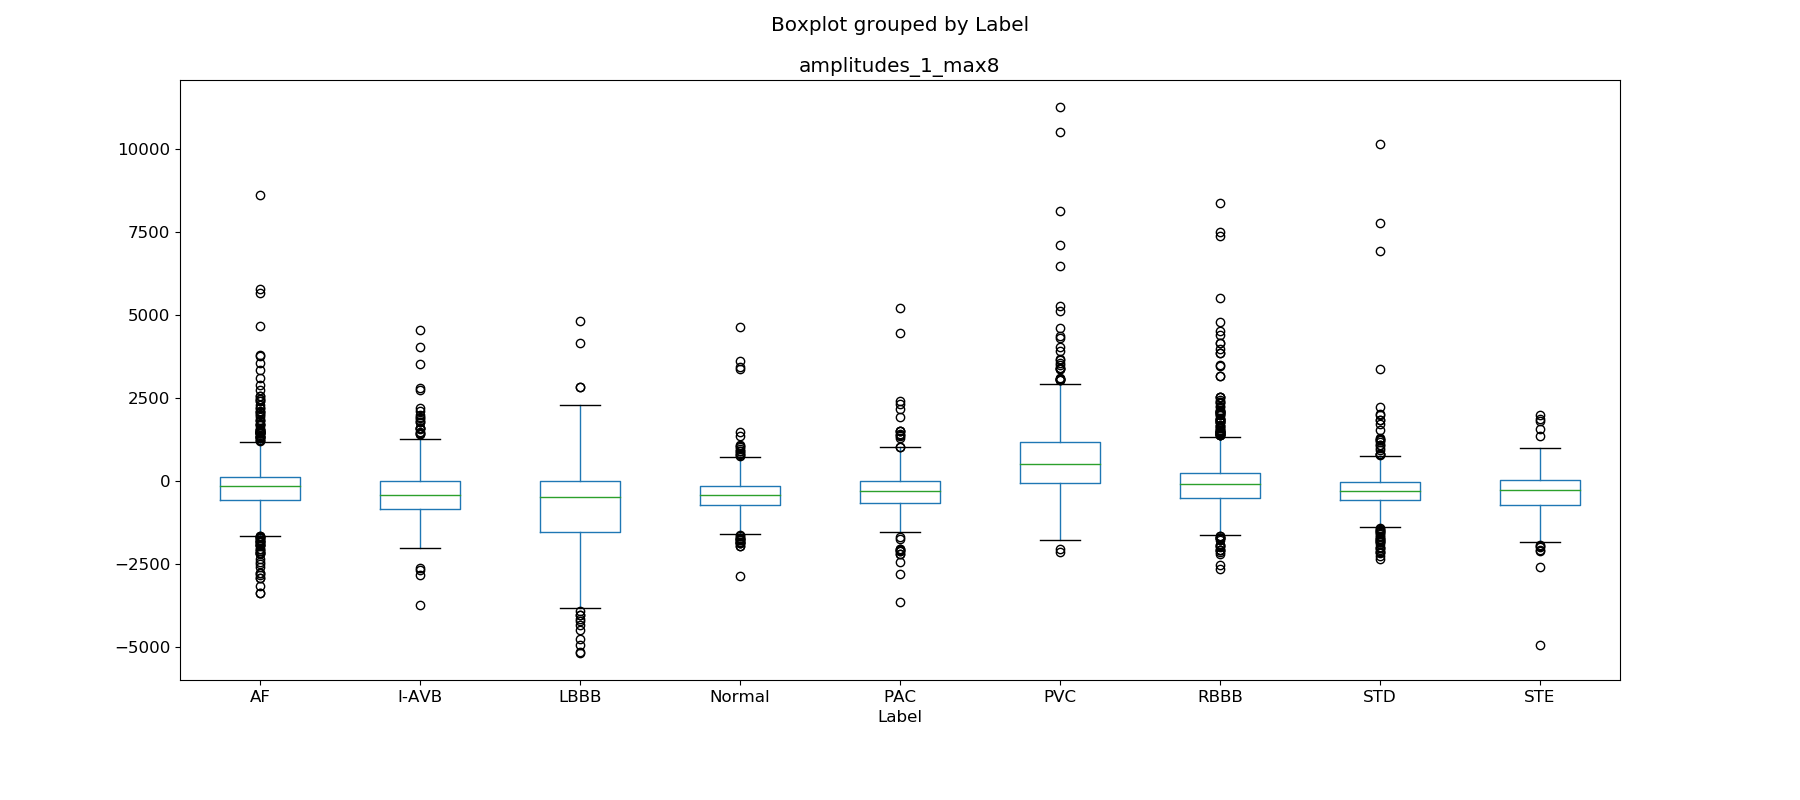 Boxplot grouped by Label
amplitudes_1_max8
10000
7500
5000
2500
0
−2500
−5000
AF I-AVB LBBB Normal PAC PVC RBBB STD STE
Label